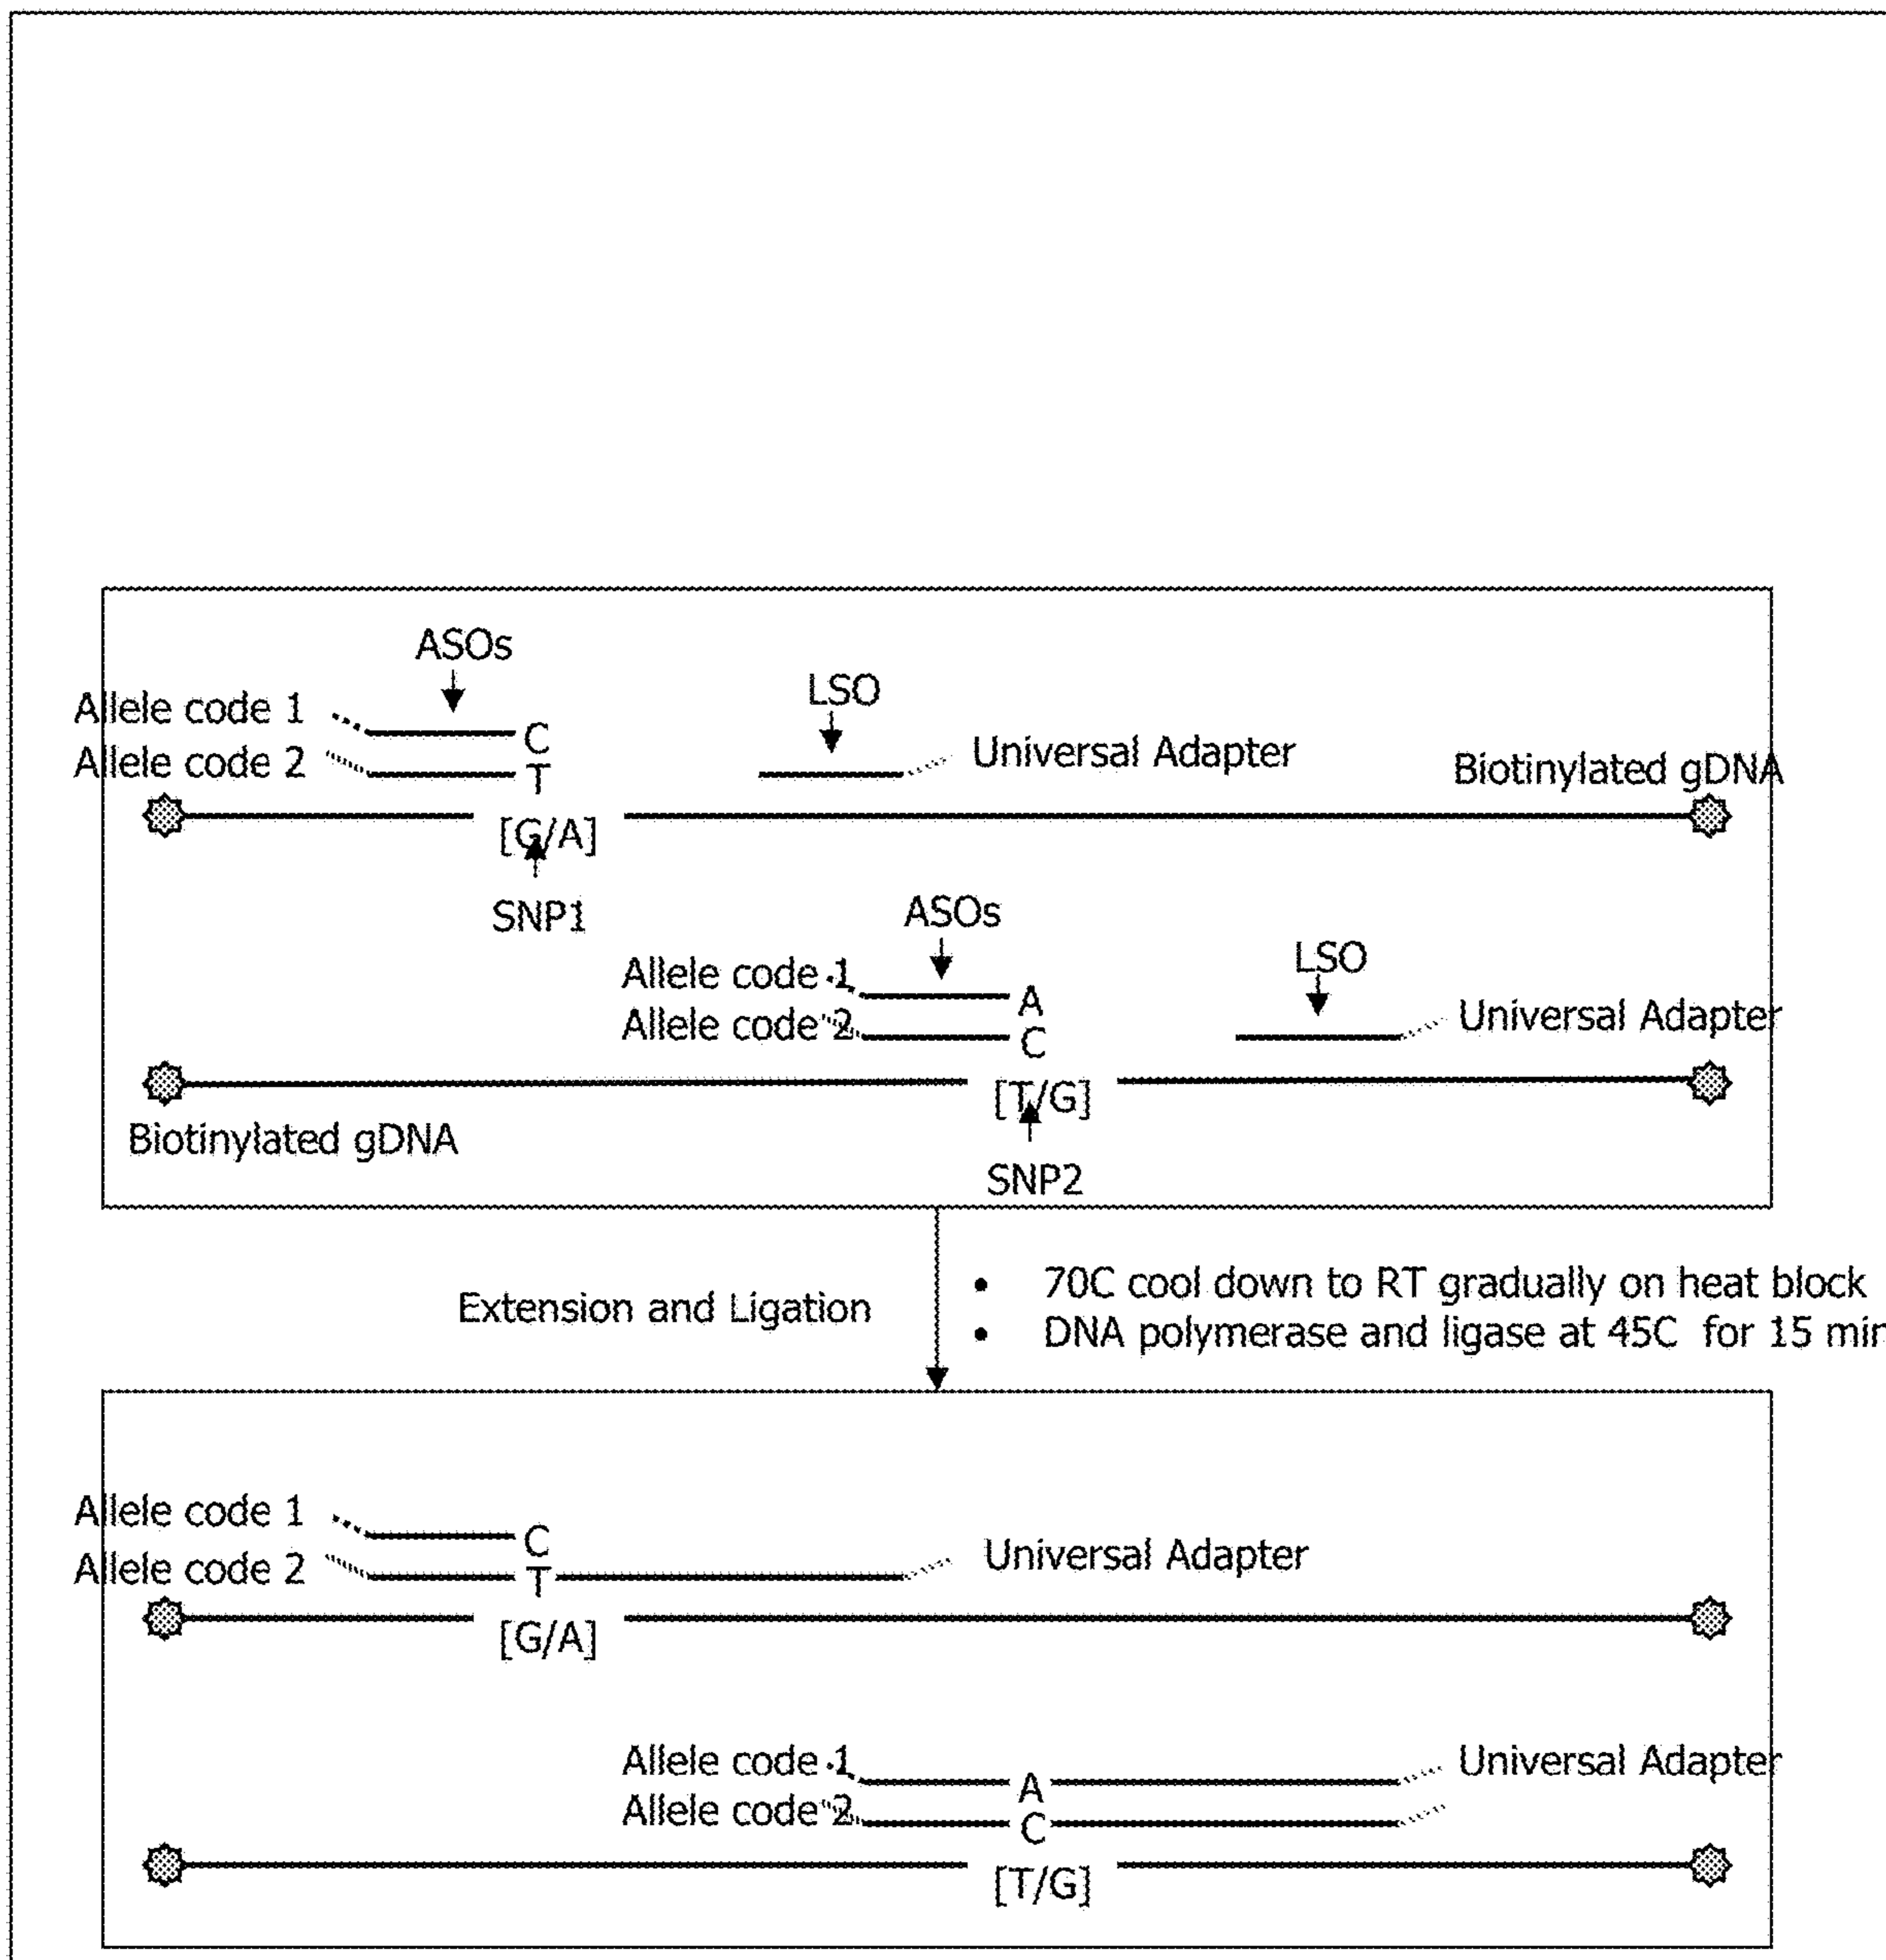 ASOs
Allele code 1
C
LSO
Allele code 2
T
Universal Adapter
Biotinylated gDNA
[G/A]
SNP1
ASOs
Allele code 1
A
LSO
Allele code 2
C
Universal Adapter
[T/G]
Biotinylated gDNA
SNP2
Extension and Ligation
• 70C cool down to RT gradually on heat block
• DNA polymerase and ligase at 45C for 15 min
Allele code 1
C
Allele code 2
T
Universal Adapter
[G/A]
Allele code 1
A
Universal Adapter
Allele code 2
C
[T/G]